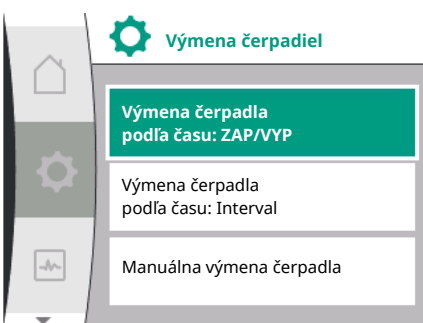 Výmena čerpadiel
Výmena čerpadla
podľa času: ZAP/VYP
Výmena čerpadla
podľa času: Interval
Manuálna výmena čerpadla